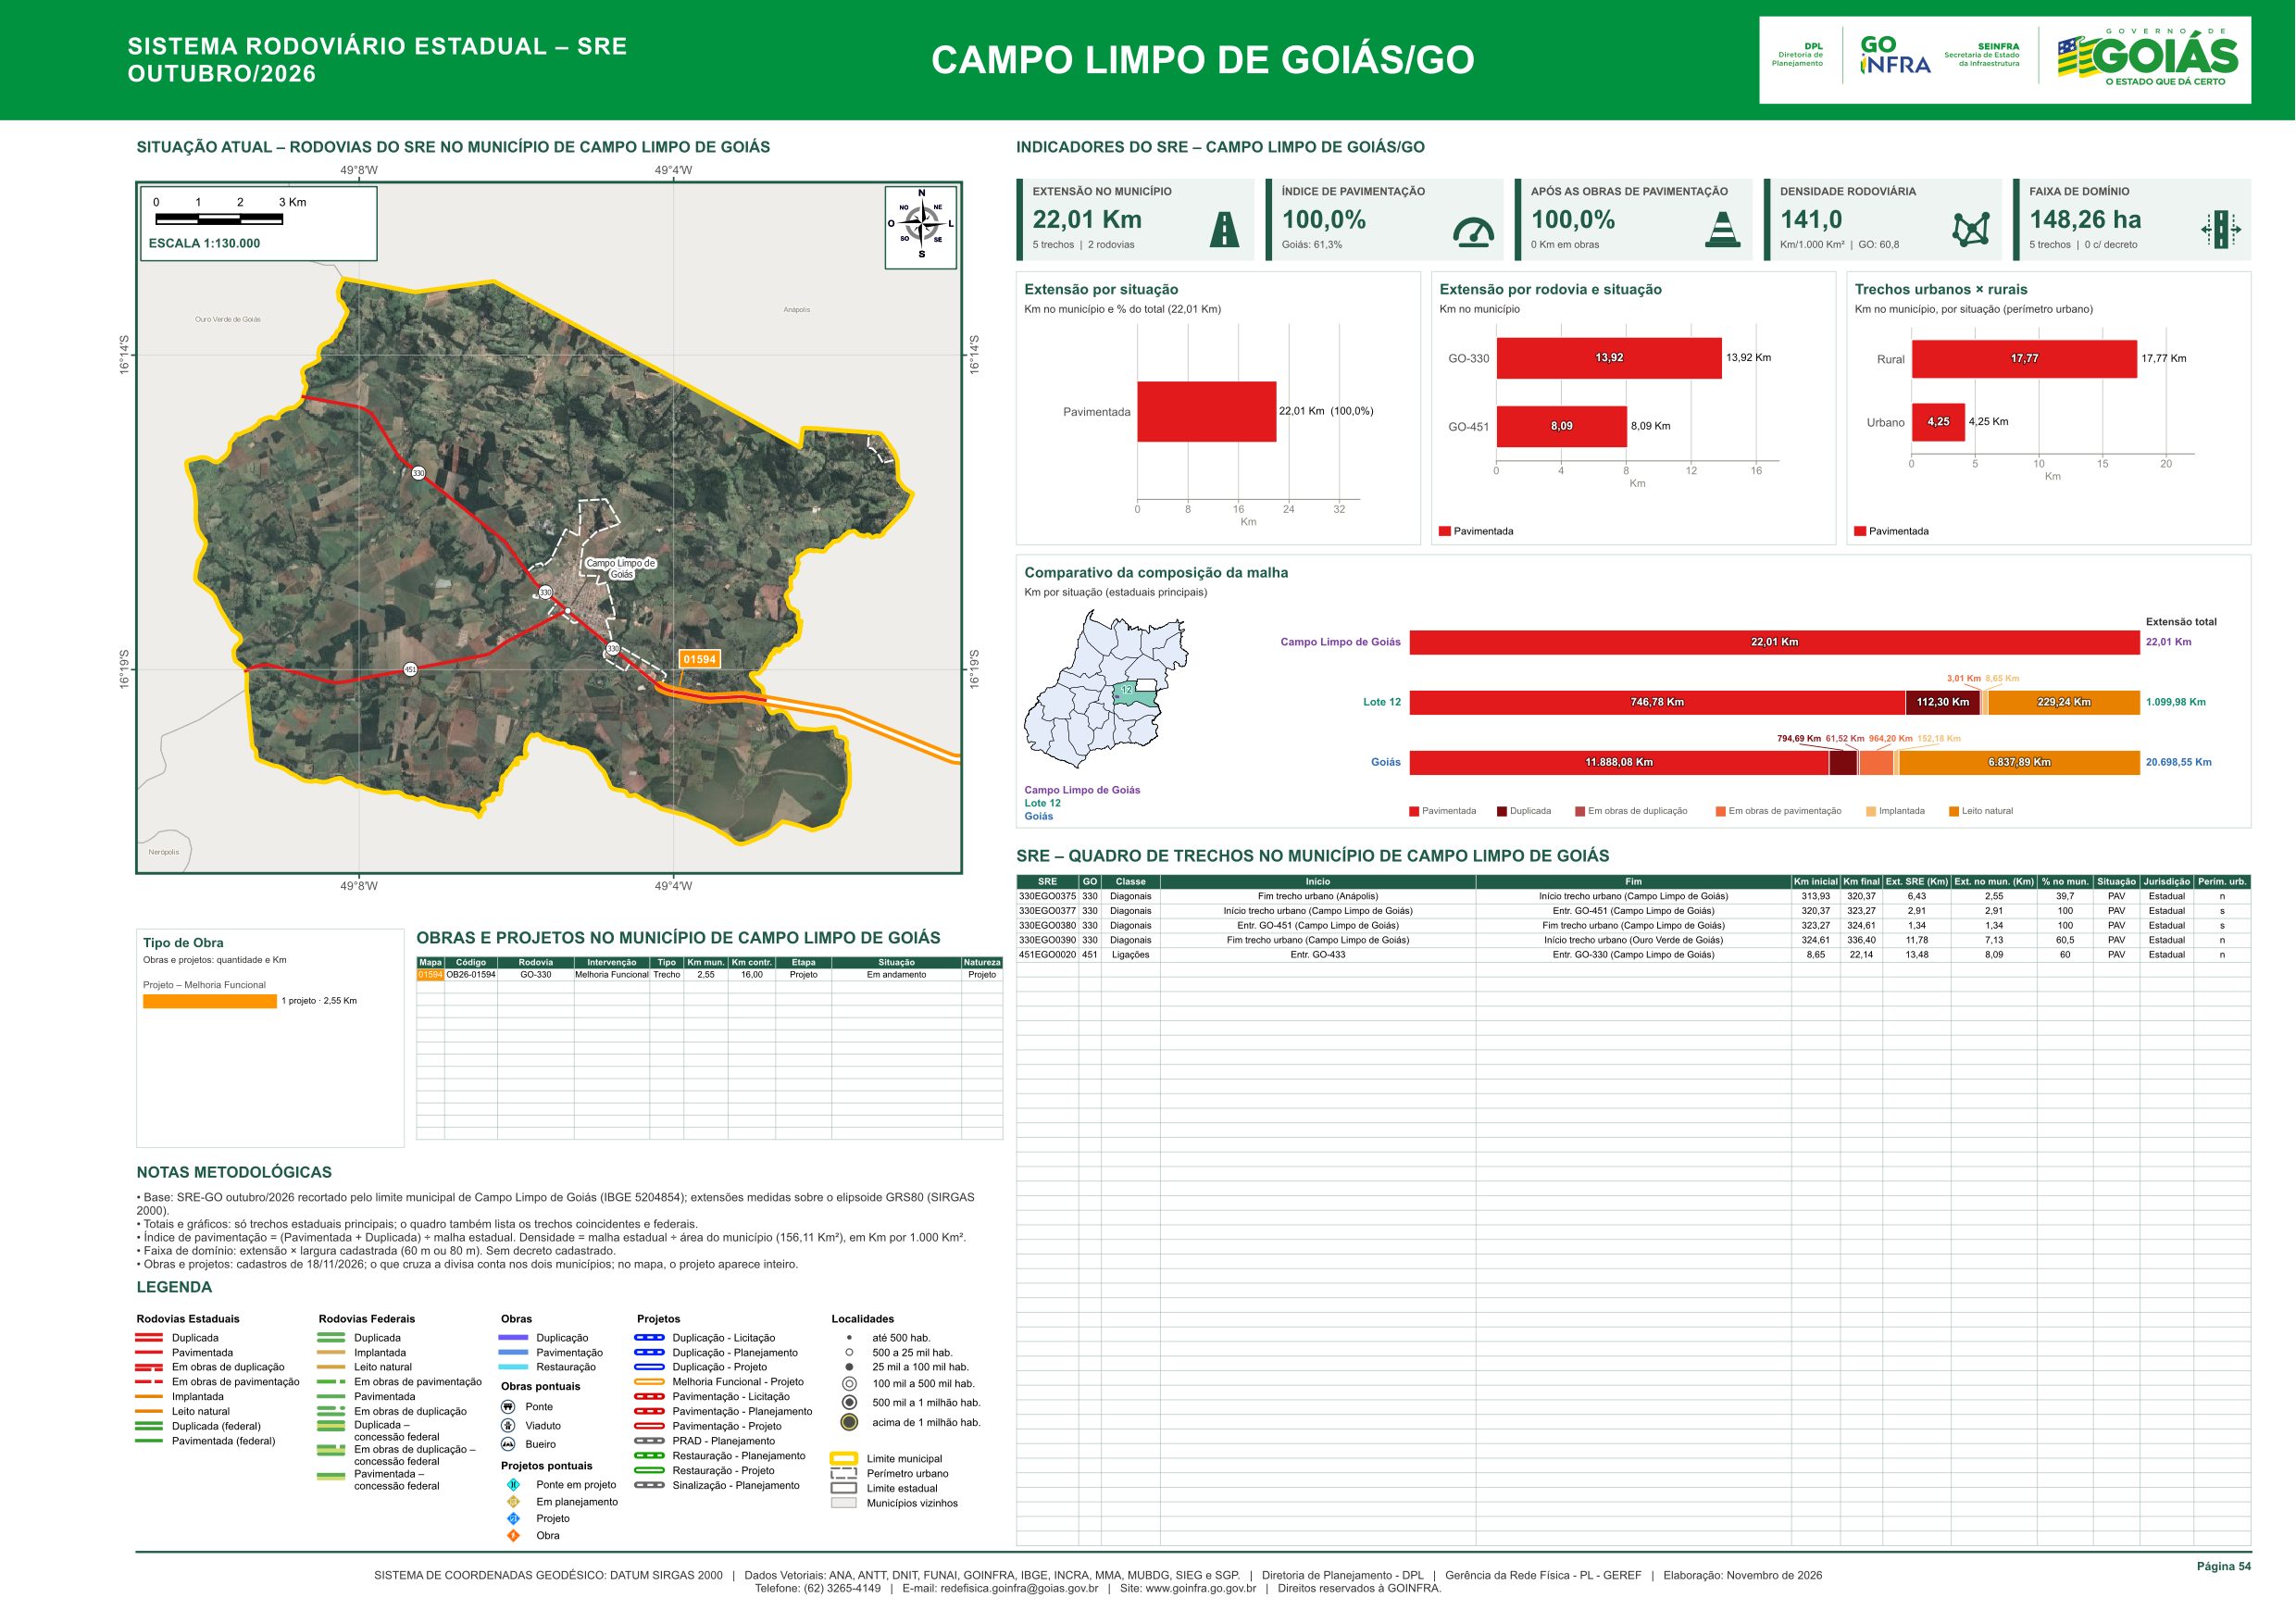 SISTEMA RODOVIÁRIO ESTADUAL – SRE
OUTUBRO/2026
CAMPO LIMPO DE GOIÁS/GO
DPL
Diretoria de
Planejamento
GO
iNFRA
SEINFRA
Secretaria de Estado
da Infraestrutura
GOVERNO DE
GOIÁS
O ESTADO QUE DÁ CERTO
SITUAÇÃO ATUAL – RODOVIAS DO SRE NO MUNICÍPIO DE CAMPO LIMPO DE GOIÁS
49°8'W 49°4'W
0 1 2 3 Km
ESCALA 1:130.000
N
NO NE
O L
SO SE
S
Ouro Verde de Goiás
Anápolis
16°14'S 16°14'S
330
Campo Limpo de
Goiás
330
330
451
01594
16°19'S 16°19'S
Nerópolis
49°8'W 49°4'W
INDICADORES DO SRE – CAMPO LIMPO DE GOIÁS/GO
EXTENSÃO NO MUNICÍPIO
22,01 Km
5 trechos | 2 rodovias
ÍNDICE DE PAVIMENTAÇÃO
100,0%
Goiás: 61,3%
APÓS AS OBRAS DE PAVIMENTAÇÃO
100,0%
0 Km em obras
DENSIDADE RODOVIÁRIA
141,0
Km/1.000 Km² | GO: 60,8
FAIXA DE DOMÍNIO
148,26 ha
5 trechos | 0 c/ decreto
Extensão por situação
Km no município e % do total (22,01 Km)
Pavimentada 22,01 Km (100,0%)
0 8 16 24 32
Km
Extensão por rodovia e situação
Km no município
GO-330 13,92 13,92 Km
GO-451 8,09 8,09 Km
0 4 8 12 16
Km
Pavimentada
Trechos urbanos × rurais
Km no município, por situação (perímetro urbano)
Rural 17,77 17,77 Km
Urbano 4,25 4,25 Km
0 5 10 15 20
Km
Pavimentada
Comparativo da composição da malha
Km por situação (estaduais principais)
12
Campo Limpo de Goiás
Lote 12
Goiás
Extensão total
Campo Limpo de Goiás 22,01 Km 22,01 Km
3,01 Km 8,65 Km
Lote 12 746,78 Km 112,30 Km 229,24 Km 1.099,98 Km
794,69 Km 61,52 Km 964,20 Km 152,18 Km
Goiás 11.888,08 Km 6.837,89 Km 20.698,55 Km
Pavimentada Duplicada Em obras de duplicação Em obras de pavimentação Implantada Leito natural
SRE – QUADRO DE TRECHOS NO MUNICÍPIO DE CAMPO LIMPO DE GOIÁS
SRE GO Classe Início Fim Km inicial Km final Ext. SRE (Km) Ext. no mun. (Km) % no mun. Situação Jurisdição Perím. urb.
330EGO0375 330 Diagonais Fim trecho urbano (Anápolis) Início trecho urbano (Campo Limpo de Goiás) 313,93 320,37 6,43 2,55 39,7 PAV Estadual n
330EGO0377 330 Diagonais Início trecho urbano (Campo Limpo de Goiás) Entr. GO-451 (Campo Limpo de Goiás) 320,37 323,27 2,91 2,91 100 PAV Estadual s
330EGO0380 330 Diagonais Entr. GO-451 (Campo Limpo de Goiás) Fim trecho urbano (Campo Limpo de Goiás) 323,27 324,61 1,34 1,34 100 PAV Estadual s
330EGO0390 330 Diagonais Fim trecho urbano (Campo Limpo de Goiás) Início trecho urbano (Ouro Verde de Goiás) 324,61 336,40 11,78 7,13 60,5 PAV Estadual n
451EGO0020 451 Ligações Entr. GO-433 Entr. GO-330 (Campo Limpo de Goiás) 8,65 22,14 13,48 8,09 60 PAV Estadual n
Tipo de Obra
Obras e projetos: quantidade e Km
Projeto – Melhoria Funcional
1 projeto · 2,55 Km
OBRAS E PROJETOS NO MUNICÍPIO DE CAMPO LIMPO DE GOIÁS
Mapa Código Rodovia Intervenção Tipo Km mun. Km contr. Etapa Situação Natureza
01594 OB26-01594 GO-330 Melhoria Funcional Trecho 2,55 16,00 Projeto Em andamento Projeto
NOTAS METODOLÓGICAS
• Base: SRE-GO outubro/2026 recortado pelo limite municipal de Campo Limpo de Goiás (IBGE 5204854); extensões medidas sobre o elipsoide GRS80 (SIRGAS
2000).
• Totais e gráficos: só trechos estaduais principais; o quadro também lista os trechos coincidentes e federais.
• Índice de pavimentação = (Pavimentada + Duplicada) ÷ malha estadual. Densidade = malha estadual ÷ área do município (156,11 Km²), em Km por 1.000 Km².
• Faixa de domínio: extensão × largura cadastrada (60 m ou 80 m). Sem decreto cadastrado.
• Obras e projetos: cadastros de 18/11/2026; o que cruza a divisa conta nos dois municípios; no mapa, o projeto aparece inteiro.
LEGENDA
Rodovias Estaduais
Duplicada
Pavimentada
Em obras de duplicação
Em obras de pavimentação
Implantada
Leito natural
Duplicada (federal)
Pavimentada (federal)
Rodovias Federais
Duplicada
Implantada
Leito natural
Em obras de pavimentação
Pavimentada
Em obras de duplicação
Duplicada –
concessão federal
Em obras de duplicação –
concessão federal
Pavimentada –
concessão federal
Obras
Duplicação
Pavimentação
Restauração
Obras pontuais
Ponte
Viaduto
Bueiro
Projetos pontuais
Ponte em projeto
Em planejamento
Projeto
Obra
Projetos
Duplicação - Licitação
Duplicação - Planejamento
Duplicação - Projeto
Melhoria Funcional - Projeto
Pavimentação - Licitação
Pavimentação - Planejamento
Pavimentação - Projeto
PRAD - Planejamento
Restauração - Planejamento
Restauração - Projeto
Sinalização - Planejamento
Localidades
até 500 hab.
500 a 25 mil hab.
25 mil a 100 mil hab.
100 mil a 500 mil hab.
500 mil a 1 milhão hab.
acima de 1 milhão hab.
Limite municipal
Perímetro urbano
Limite estadual
Municípios vizinhos
Página 54
SISTEMA DE COORDENADAS GEODÉSICO: DATUM SIRGAS 2000 | Dados Vetoriais: ANA, ANTT, DNIT, FUNAI, GOINFRA, IBGE, INCRA, MMA, MUBDG, SIEG e SGP. | Diretoria de Planejamento - DPL | Gerência da Rede Física - PL - GEREF | Elaboração: Novembro de 2026
Telefone: (62) 3265-4149 | E-mail: redefisica.goinfra@goias.gov.br | Site: www.goinfra.go.gov.br | Direitos reservados à GOINFRA.